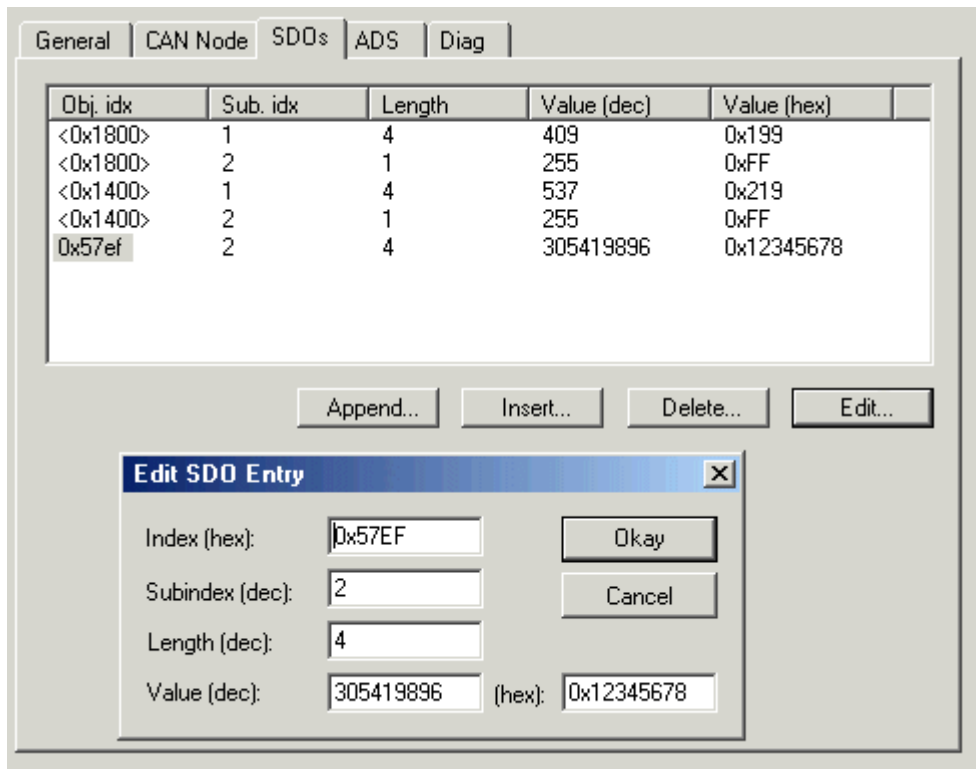 General CAN Node SDOs ADS Diag
Obj. idx Sub. idx Length Value (dec) Value (hex)
<0x1800> 1 4 409 0x199
<0x1800> 2 1 255 0xFF
<0x1400> 1 4 537 0x219
<0x1400> 2 1 255 0xFF
0x57ef 2 4 305419896 0x12345678
Append... Insert... Delete... Edit...
Edit SDO Entry
Index (hex): 0x57EF Okay
Subindex (dec): 2 Cancel
Length (dec): 4
Value (dec): 305419896 (hex): 0x12345678